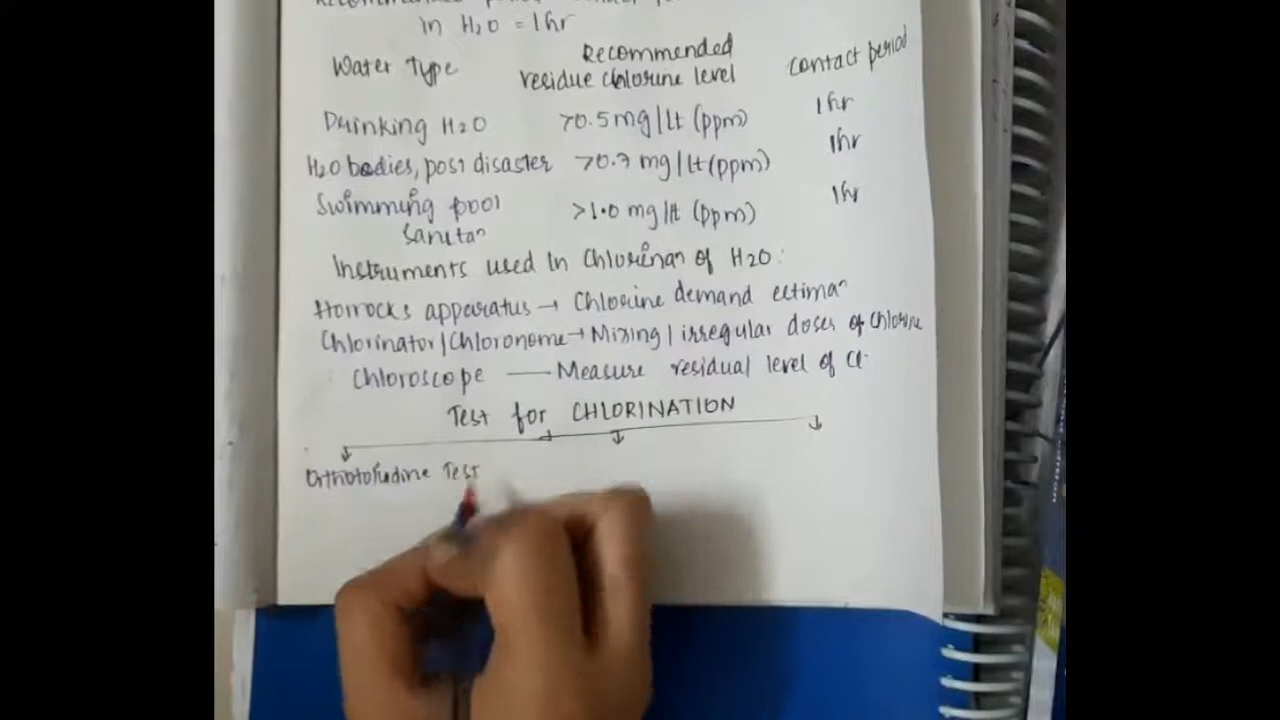 in H₂O = 1hr
Water Type Recommended residue chlorine level contact period
Drinking H₂O >0.5mg/lt (ppm) 1hr
H₂O bodies, post disaster >0.7 mg/lt (ppm) 1hr
Swimming pool >1.0 mg/lt (ppm) 1hr
Sanitan
Instruments used in Chlorinan of H₂O:
Horrocks apparatus → Chlorine demand estiman
Chlorinator/Chloronome → Mixing/irregular doses of chlorine
Chloroscope — Measure residual level of Cl.
Test for CHLORINATION
Orthotolidine Test